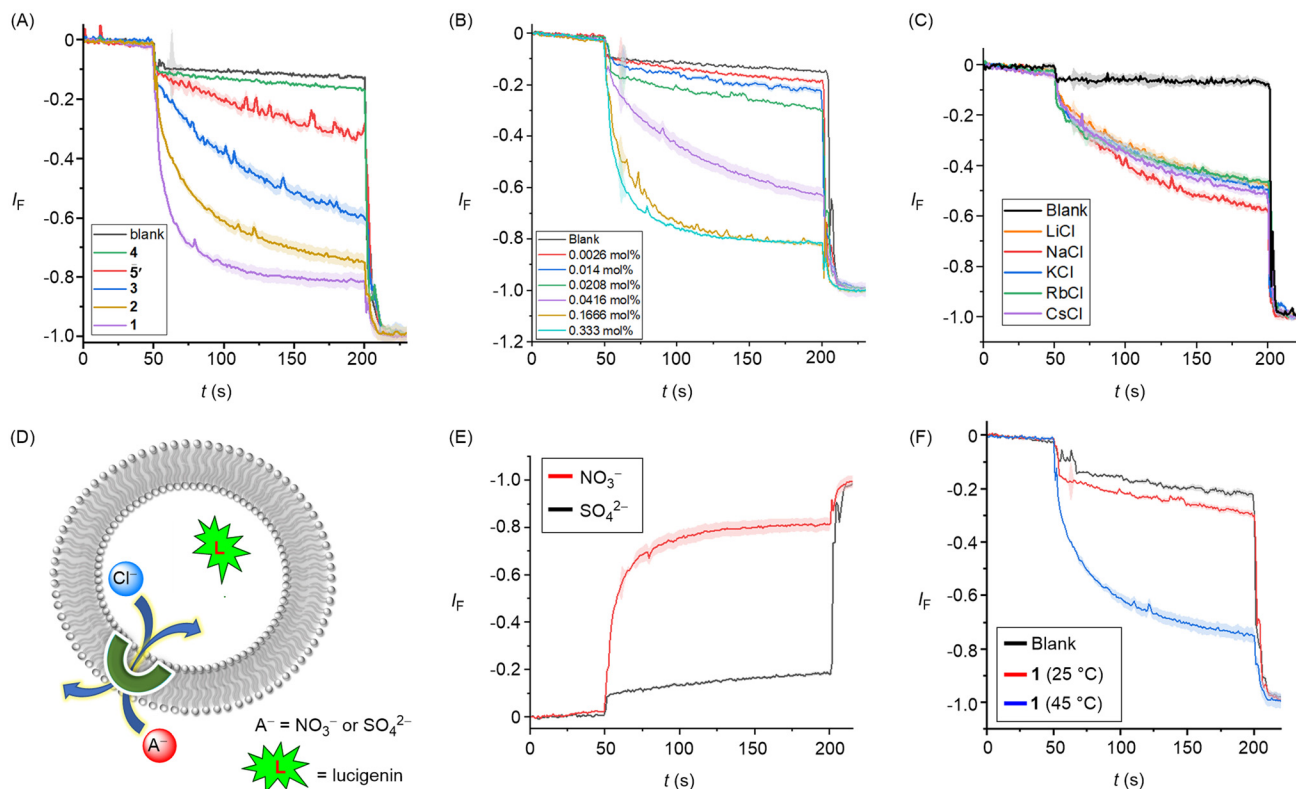 (A)
0
-0.2
-0.4
-0.6
-0.8
-1.0
I_F
blank
4
5′
3
2
1
0
50
100
150
200
t (s)
(B)
0
-0.2
-0.4
-0.6
-0.8
-1.0
-1.2
I_F
Blank
0.0026 mol%
0.014 mol%
0.0208 mol%
0.0416 mol%
0.1666 mol%
0.333 mol%
0
50
100
150
200
t (s)
(C)
0
-0.2
-0.4
-0.6
-0.8
-1.0
I_F
Blank
LiCl
NaCl
KCl
RbCl
CsCl
0
50
100
150
200
t (s)
(D)
L
Cl⁻
A⁻
A⁻ = NO₃⁻ or SO₄²⁻
L
= lucigenin
(E)
-1.0
-0.8
-0.6
-0.4
-0.2
0
I_F
NO₃⁻
SO₄²⁻
0
50
100
150
200
t (s)
(F)
0
-0.2
-0.4
-0.6
-0.8
-1.0
I_F
Blank
1 (25 °C)
1 (45 °C)
0
50
100
150
200
t (s)